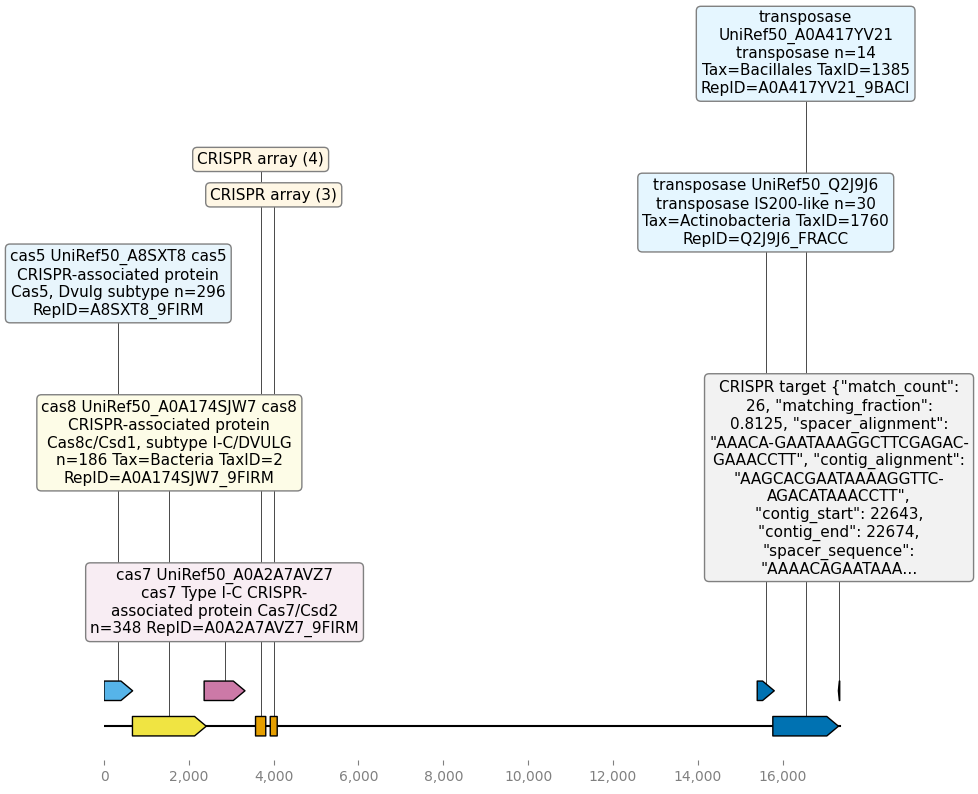 transposase
UniRef50_A0A417YV21
transposase n=14
Tax=Bacillales TaxID=1385
RepID=A0A417YV21_9BACI
CRISPR array (4)
CRISPR array (3)
transposase UniRef50_Q2J9J6
transposase IS200-like n=30
Tax=Actinobacteria TaxID=1760
RepID=Q2J9J6_FRACC
cas5 UniRef50_A8SXT8 cas5
CRISPR-associated protein
Cas5, Dvulg subtype n=296
RepID=A8SXT8_9FIRM
cas8 UniRef50_A0A174SJW7 cas8
CRISPR-associated protein
Cas8c/Csd1, subtype I-C/DVULG
n=186 Tax=Bacteria TaxID=2
RepID=A0A174SJW7_9FIRM
CRISPR target {"match_count":
26, "matching_fraction":
0.8125, "spacer_alignment":
"AAACA-GAATAAAGGCTTCGAGAC-
GAAACCTT", "contig_alignment":
"AAGCACGAATAAAAGGTTC-
AGACATAAACCTT",
"contig_start": 22643,
"contig_end": 22674,
"spacer_sequence":
"AAAACAGAATAAA...
cas7 UniRef50_A0A2A7AVZ7
cas7 Type I-C CRISPR-
associated protein Cas7/Csd2
n=348 RepID=A0A2A7AVZ7_9FIRM
0 2,000 4,000 6,000 8,000 10,000 12,000 14,000 16,000